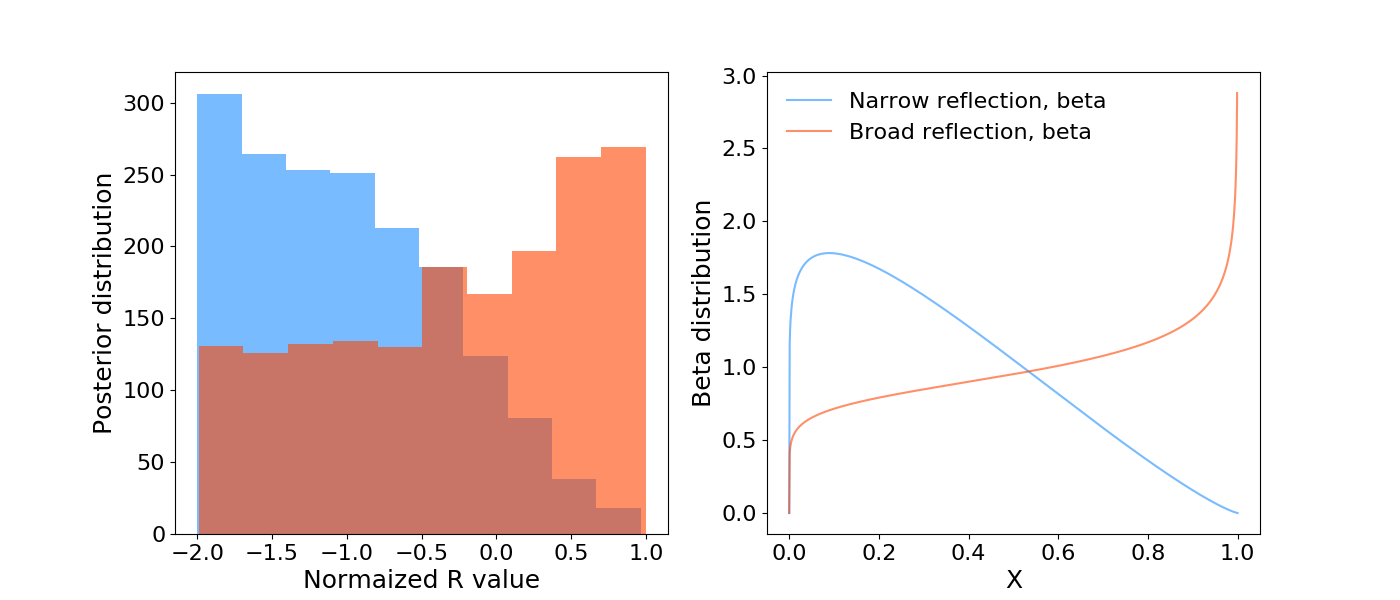 Posterior distribution
300
250
200
150
100
50
0
−2.0 −1.5 −1.0 −0.5 0.0 0.5 1.0
Normaized R value
Beta distribution
3.0
2.5
2.0
1.5
1.0
0.5
0.0
Narrow reflection, beta
Broad reflection, beta
0.0 0.2 0.4 0.6 0.8 1.0
X